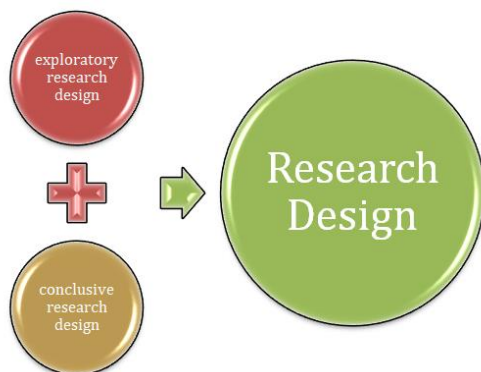 exploratory
research
design
conclusive
research
design
Research
Design